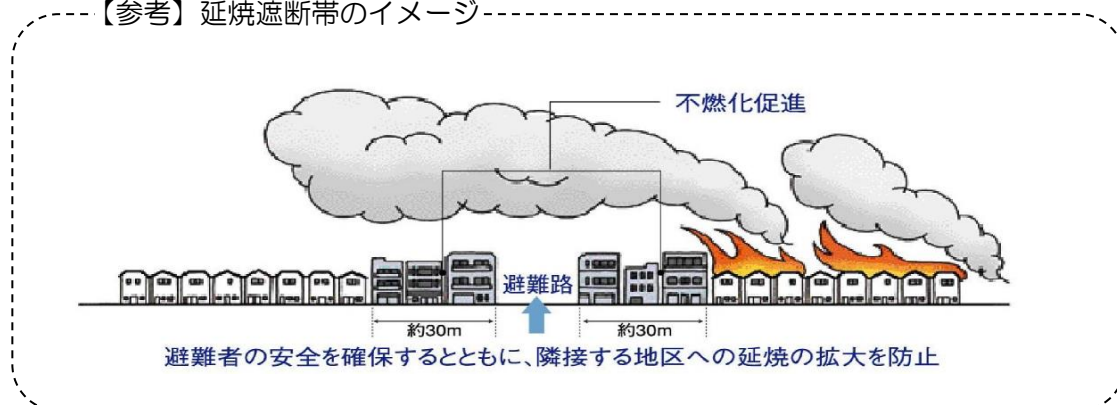 【参考】延焼遮断帯のイメージ
不燃化促進
避難路
約30m
約30m
避難者の安全を確保するとともに、隣接する地区への延焼の拡大を防止